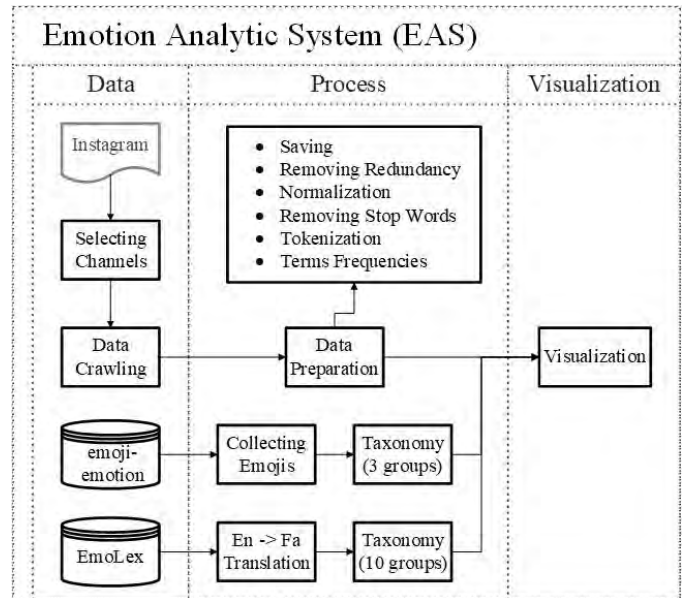 Emotion Analytic System (EAS)
Data
Process
Visualization
Instagram
Selecting
Channels
Data
Crawling
• Saving
• Removing Redundancy
• Normalization
• Removing Stop Words
• Tokenization
• Terms Frequencies
Data
Preparation
Visualization
emoji-
emotion
Collecting
Emojis
Taxonomy
(3 groups)
EmoLex
En -> Fa
Translation
Taxonomy
(10 groups)